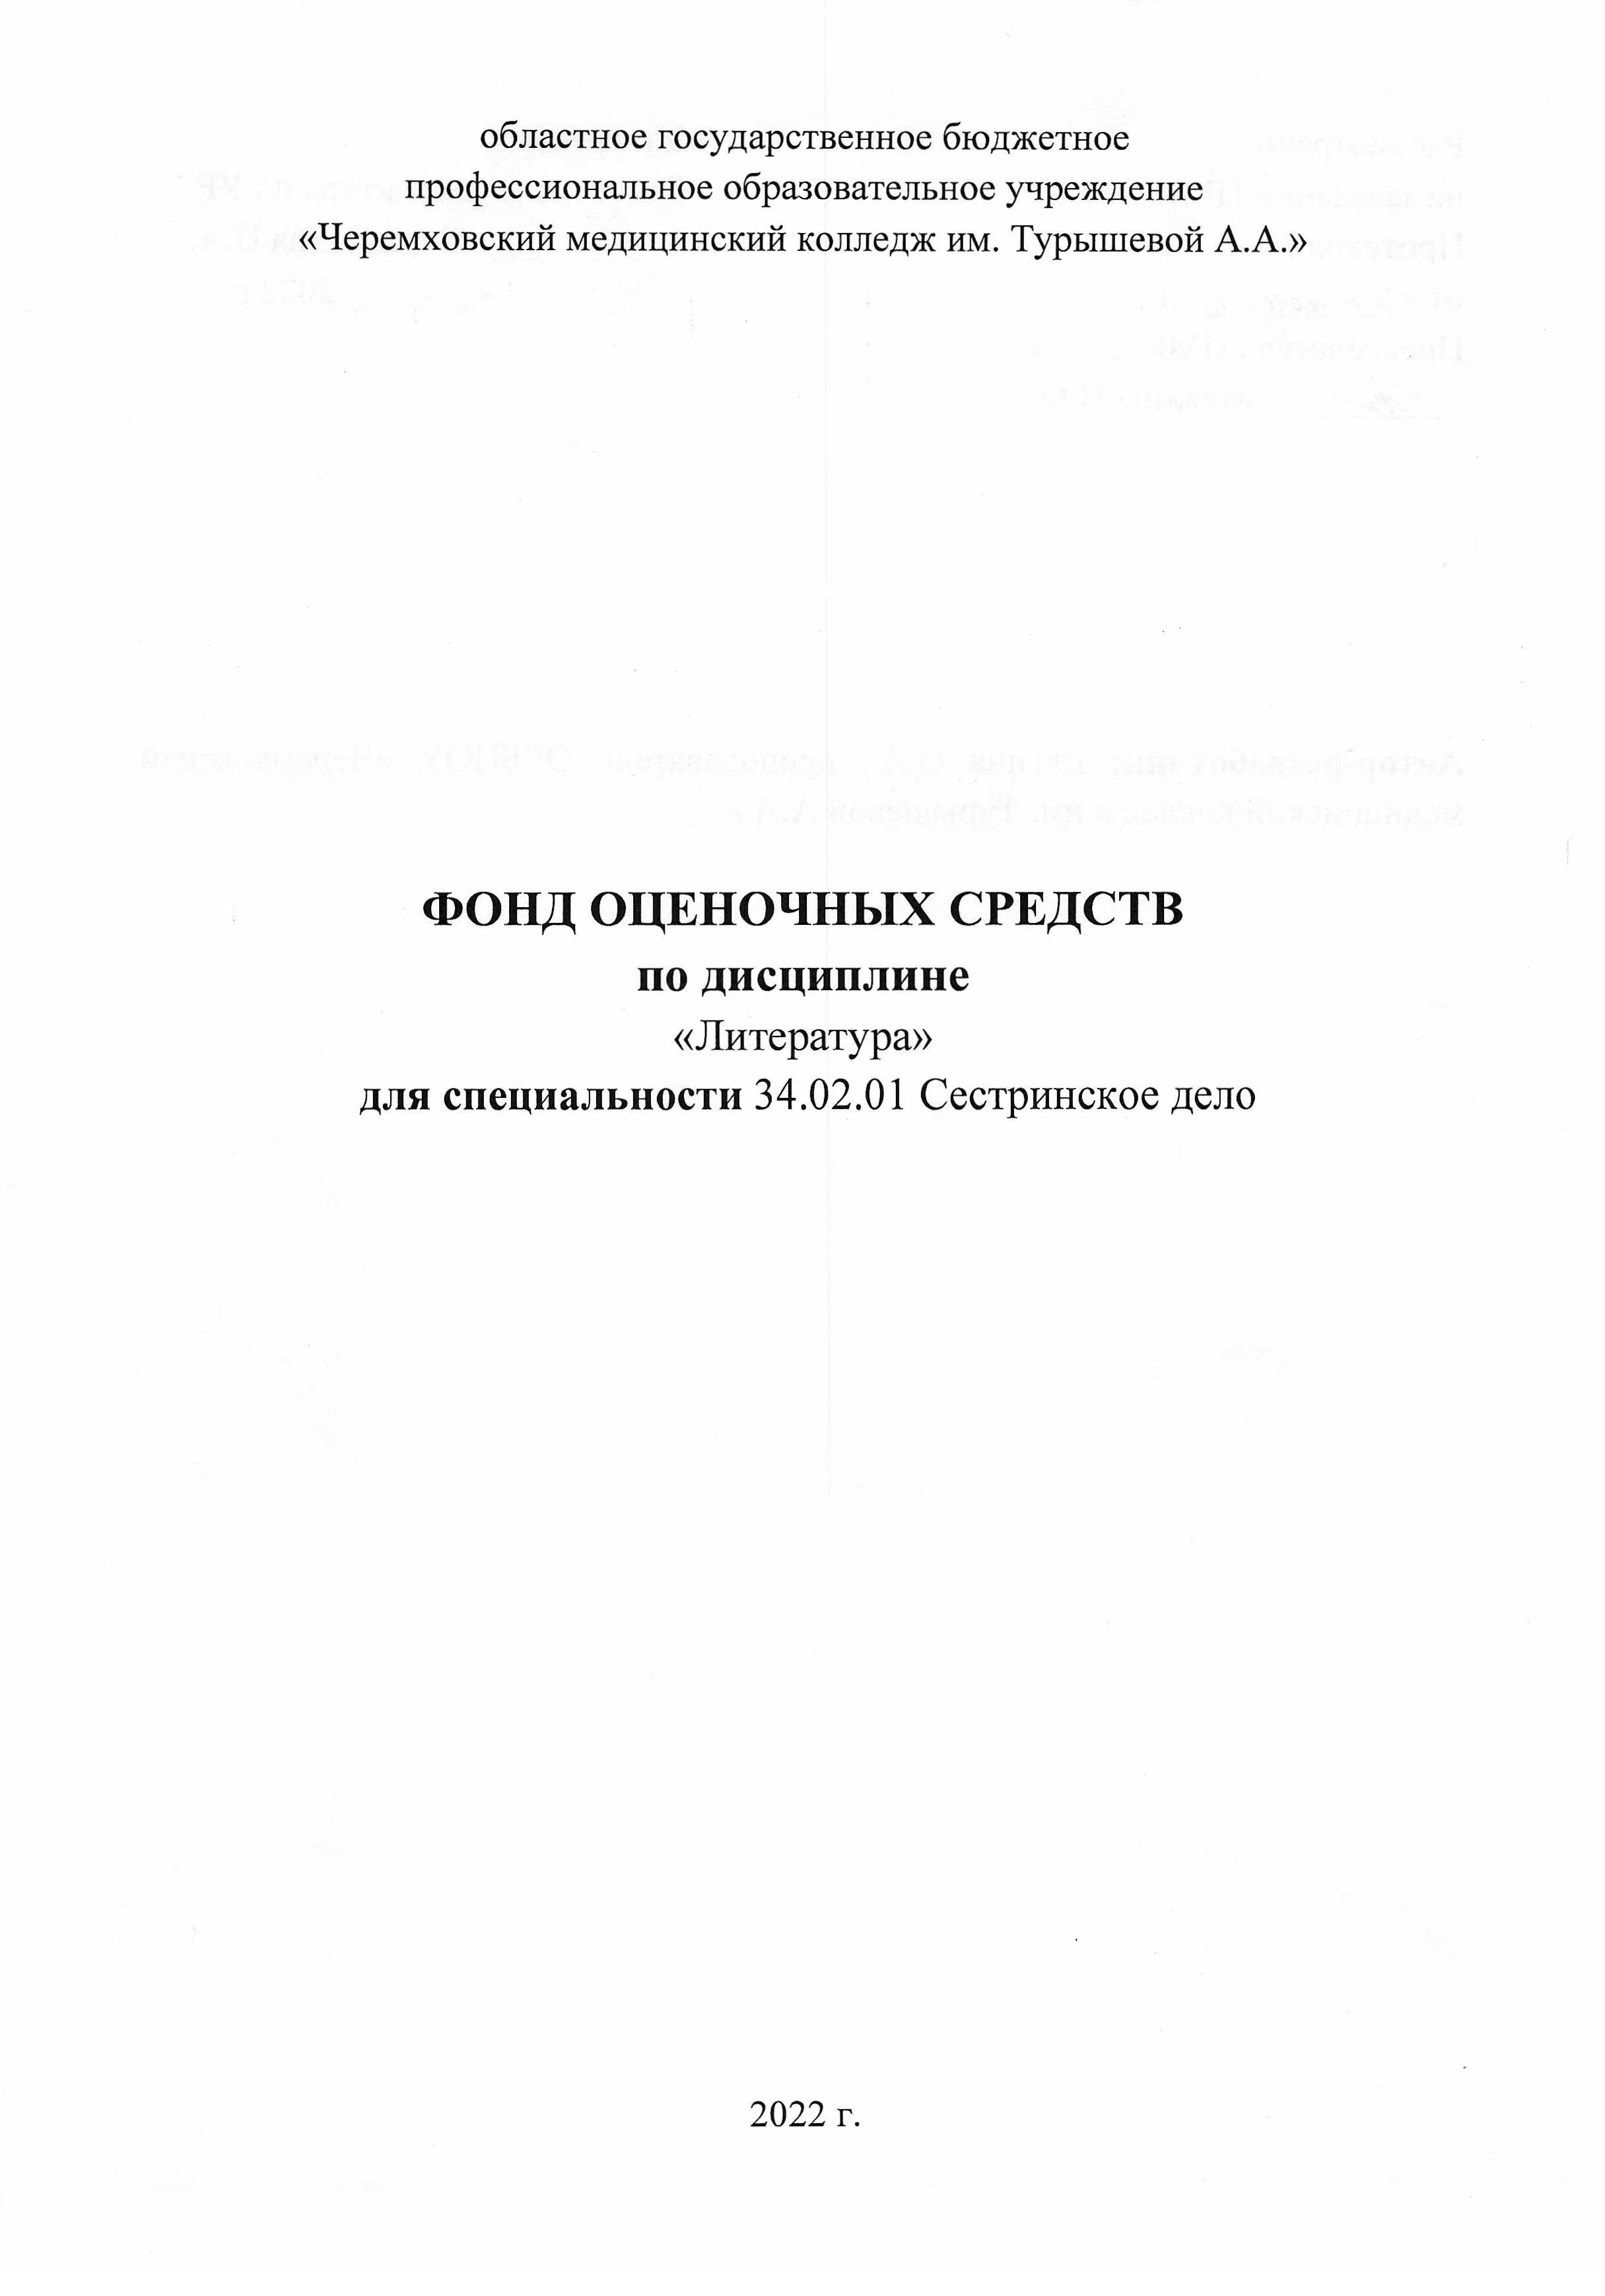 областное государственное бюджетное
профессиональное образовательное учреждение
«Черемховский медицинский колледж им. Турышевой А.А.»
ФОНД ОЦЕНОЧНЫХ СРЕДСТВ
по дисциплине
«Литература»
для специальности 34.02.01 Сестринское дело
2022 г.